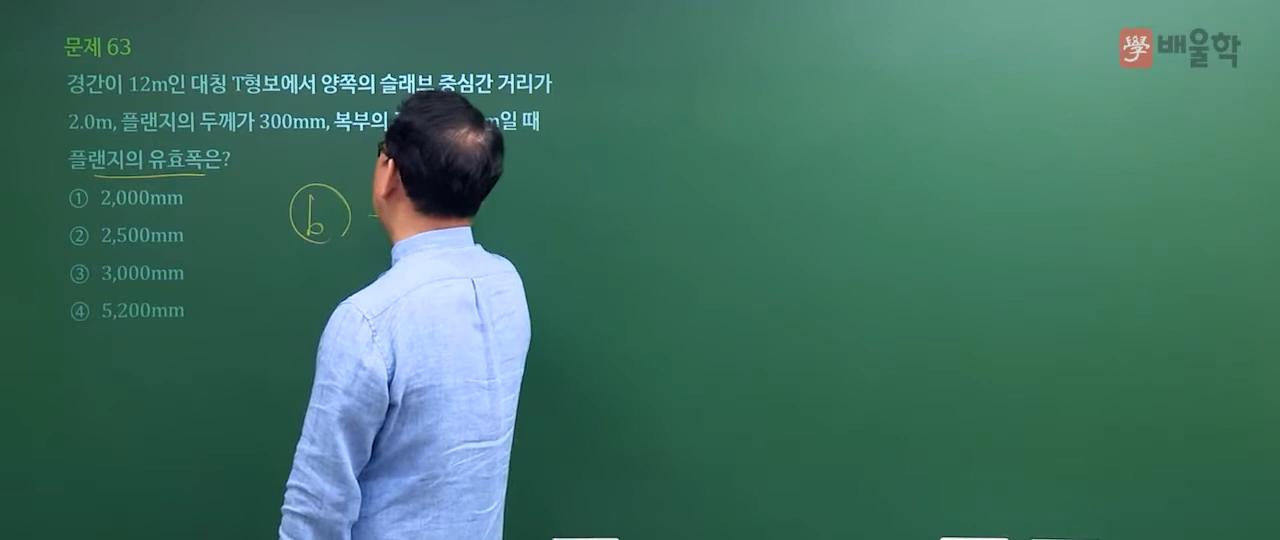 문제 63
경간이 12m인 대칭 T형보에서 양쪽의 슬래브 중심간 거리가
2.0m, 플랜지의 두께가 300mm, 복부의 일 때
플랜지의 유효폭은?
① 2,000mm
② 2,500mm
③ 3,000mm
④ 5,200mm
b
學 배울학